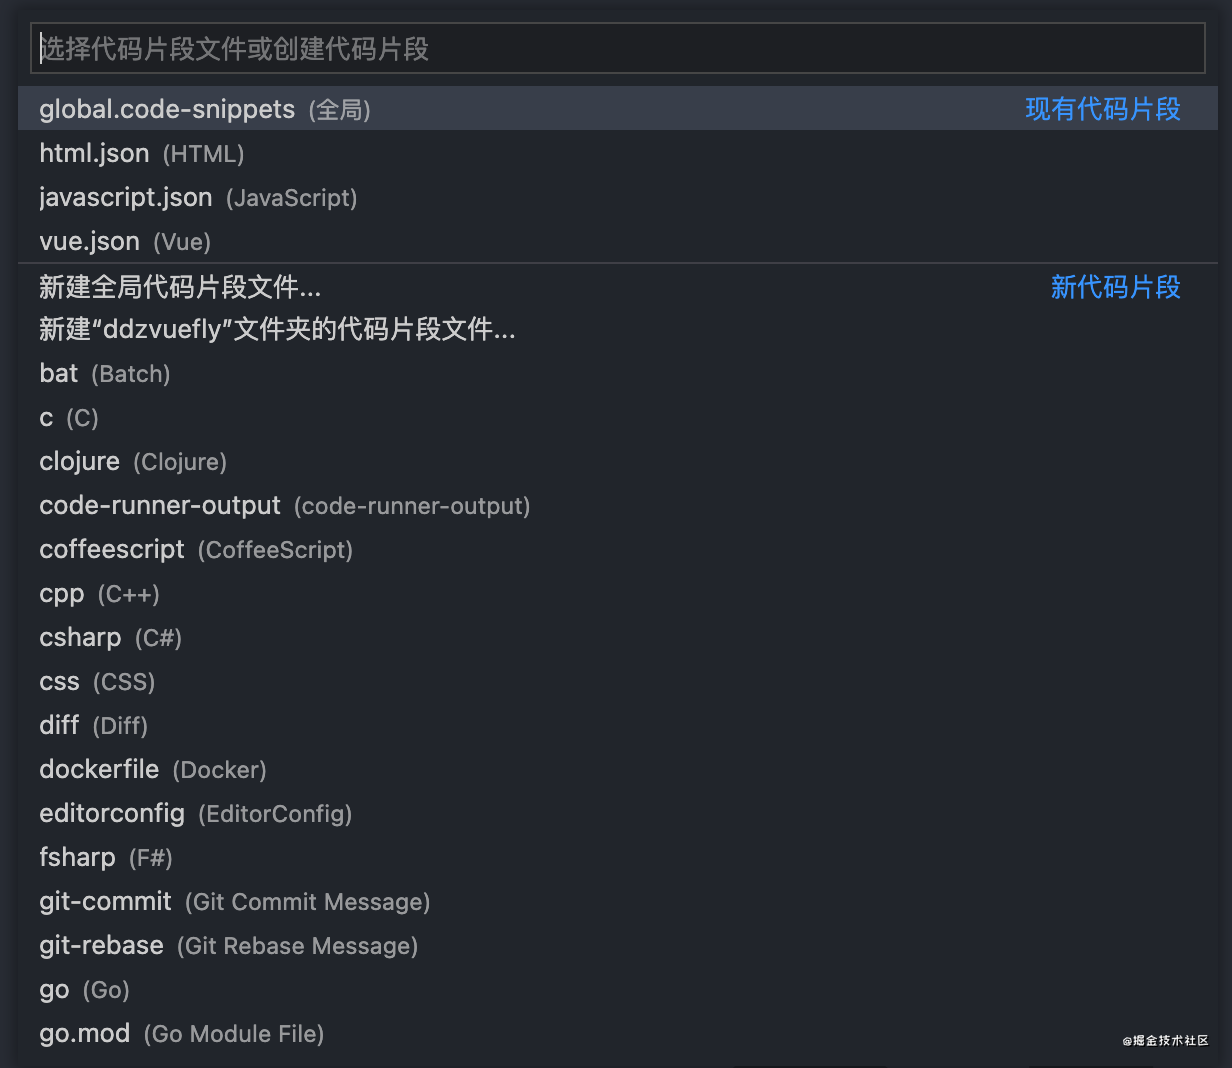 选择代码片段文件或创建代码片段
global.code-snippets (全局) 现有代码片段
html.json (HTML)
javascript.json (JavaScript)
vue.json (Vue)
新建全局代码片段文件... 新代码片段
新建“ddzvuefly”文件夹的代码片段文件...
bat (Batch)
c (C)
clojure (Clojure)
code-runner-output (code-runner-output)
coffeescript (CoffeeScript)
cpp (C++)
csharp (C#)
css (CSS)
diff (Diff)
dockerfile (Docker)
editorconfig (EditorConfig)
fsharp (F#)
git-commit (Git Commit Message)
git-rebase (Git Rebase Message)
go (Go)
go.mod (Go Module File)
@掘金技术社区